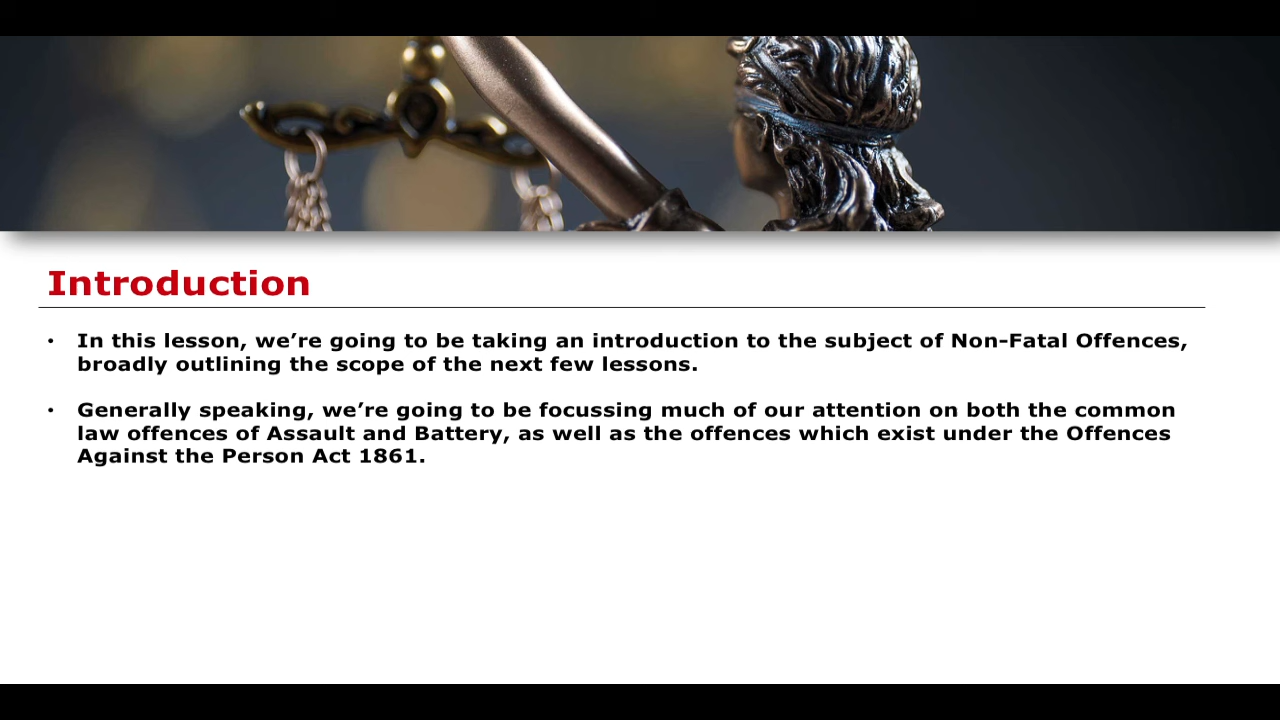 Introduction
• In this lesson, we’re going to be taking an introduction to the subject of Non-Fatal Offences,
broadly outlining the scope of the next few lessons.
• Generally speaking, we’re going to be focussing much of our attention on both the common
law offences of Assault and Battery, as well as the offences which exist under the Offences
Against the Person Act 1861.